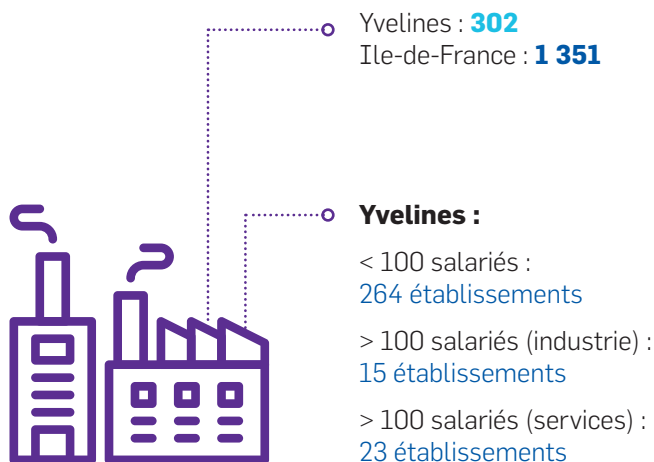 Yvelines : 302
Ile-de-France : 1 351
Yvelines :
< 100 salariés :
264 établissements
> 100 salariés (industrie) :
15 établissements
> 100 salariés (services) :
23 établissements